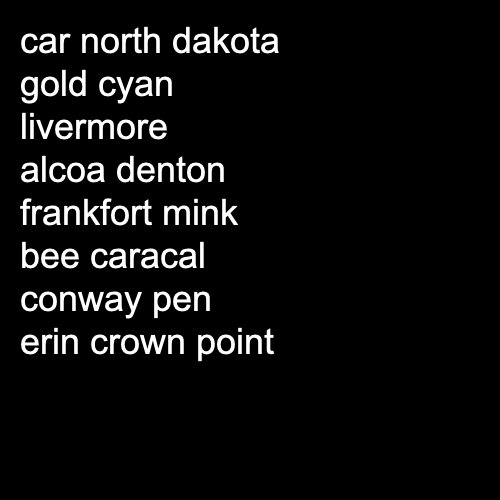 car north dakota
gold cyan
livermore
alcoa denton
frankfort mink
bee caracal
conway pen
erin crown point